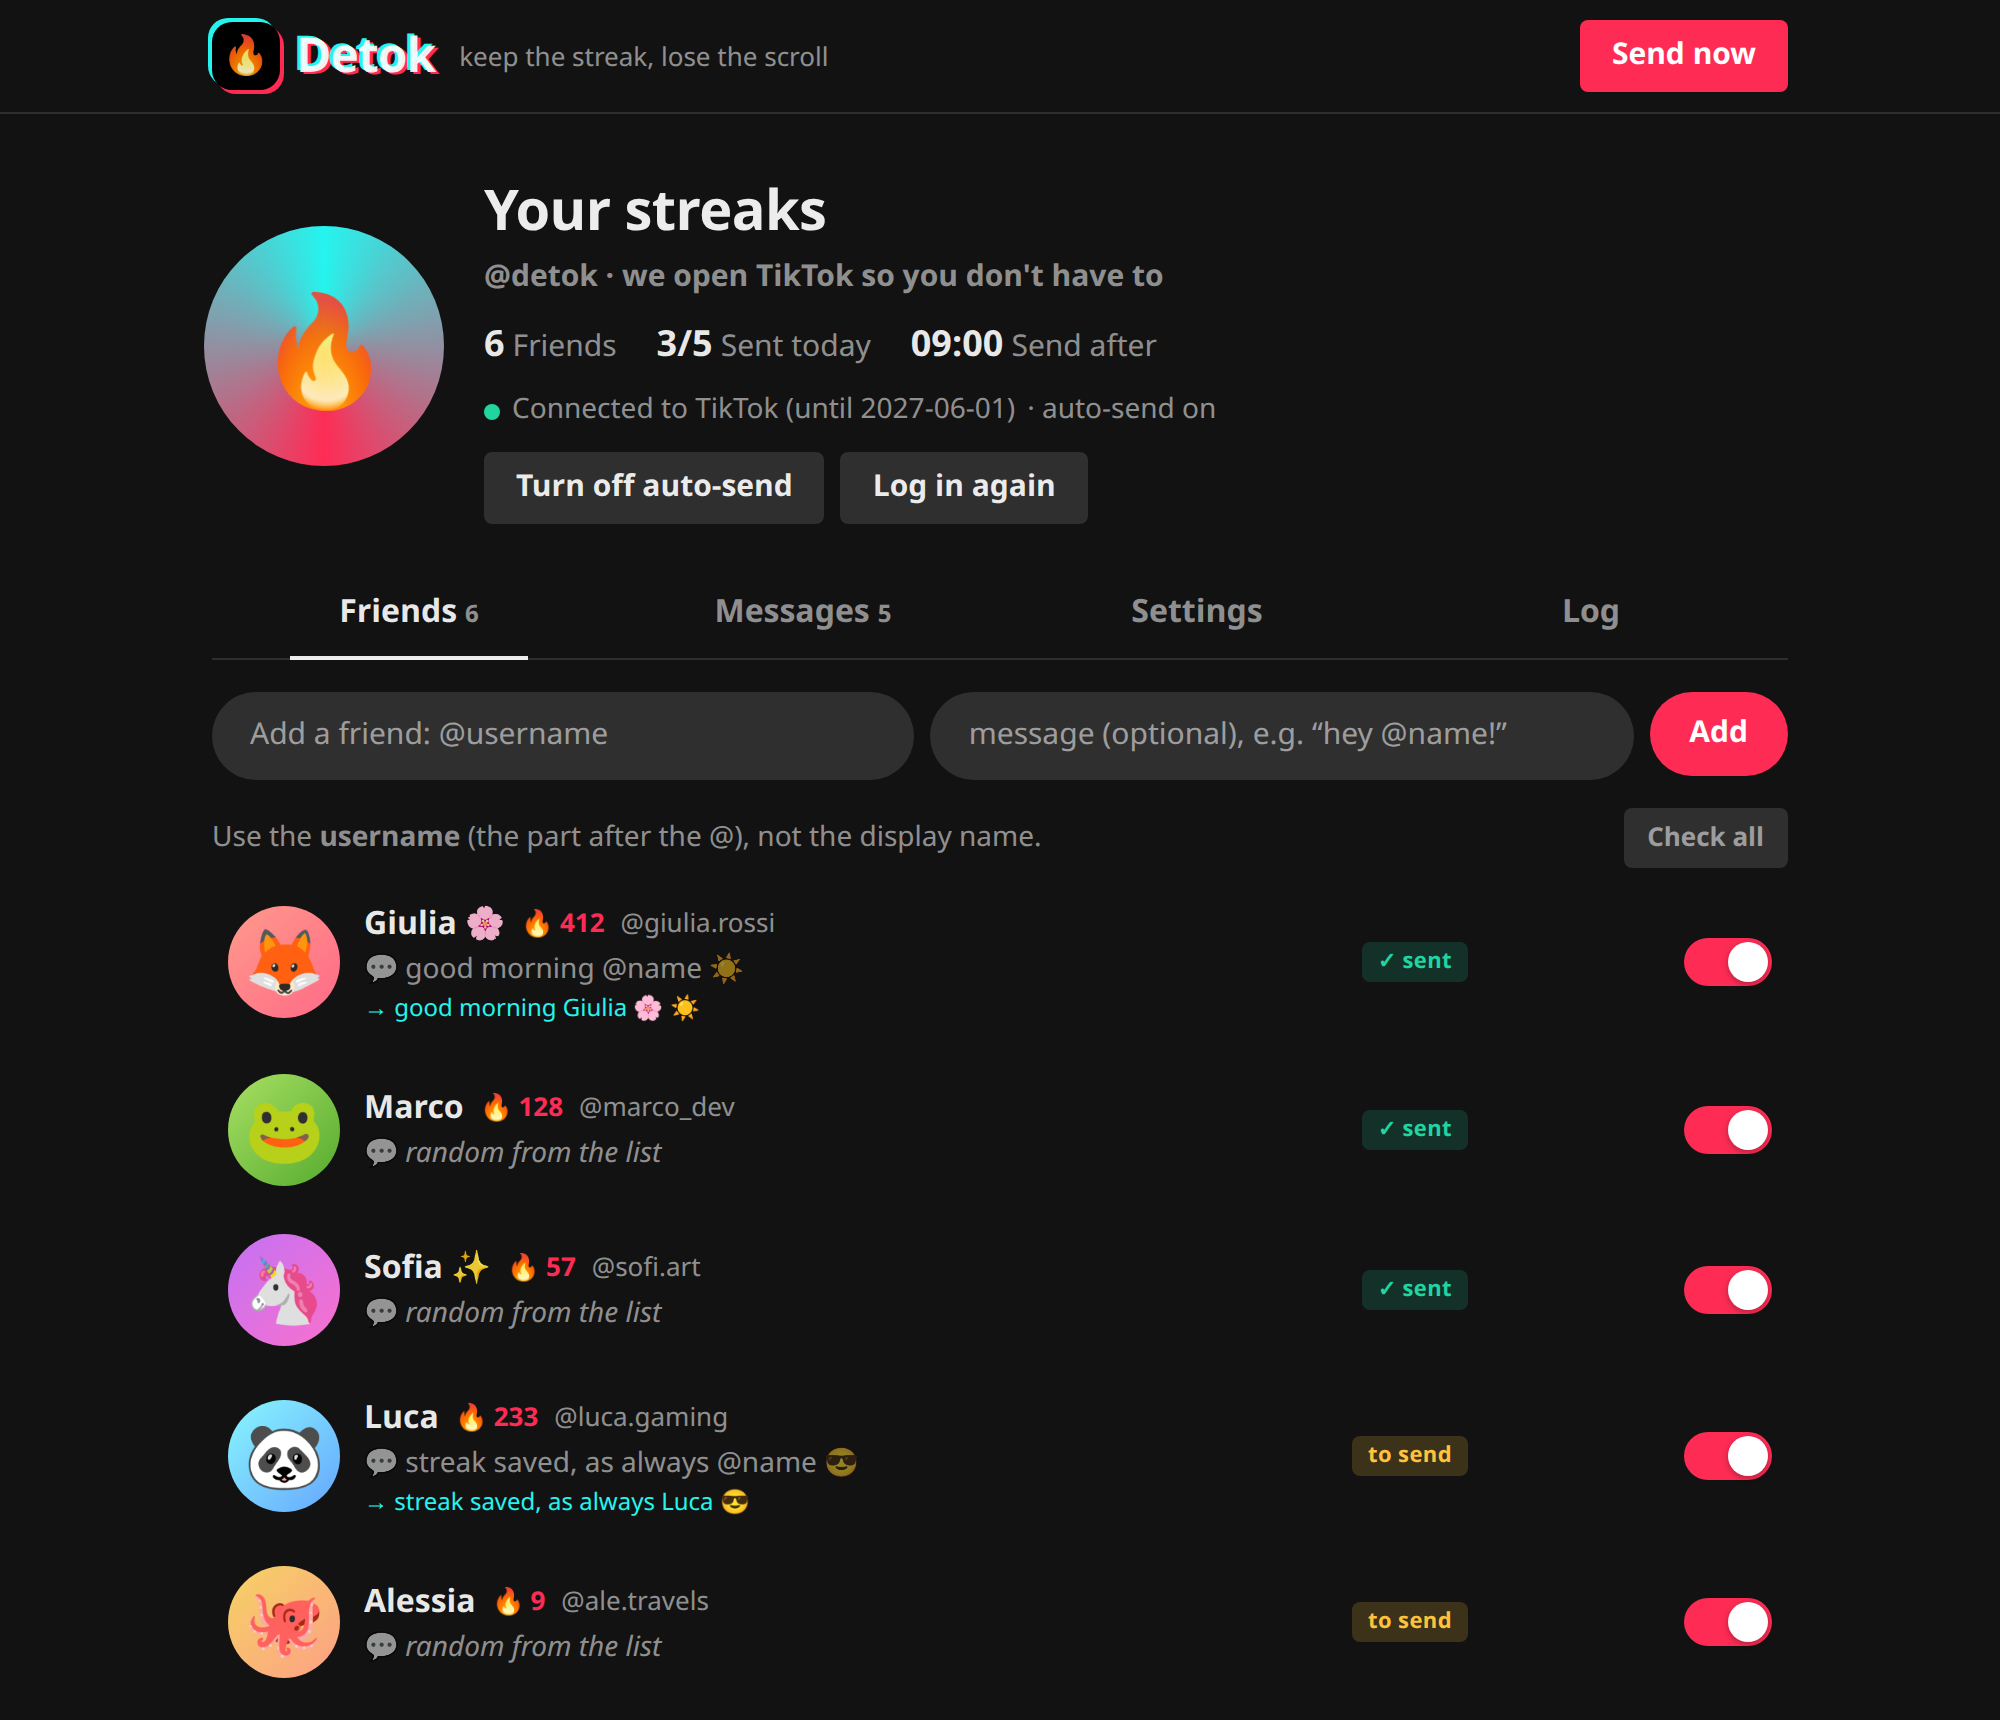 Detok keep the streak, lose the scroll Send now
Your streaks
@detok · we open TikTok so you don't have to
6 Friends 3/5 Sent today 09:00 Send after
Connected to TikTok (until 2027-06-01) · auto-send on
Turn off auto-send Log in again
Friends 6 Messages 5 Settings Log
Add a friend: @username message (optional), e.g. “hey @name!” Add
Use the username (the part after the @), not the display name. Check all
Giulia 🌸 🔥 412 @giulia.rossi
💬 good morning @name ☀️ ✓ sent
→ good morning Giulia 🌸 ☀️
Marco 🔥 128 @marco_dev
✓ sent
💬 random from the list
Sofia ✨ 🔥 57 @sofi.art
✓ sent
💬 random from the list
Luca 🔥 233 @luca.gaming
💬 streak saved, as always @name 😎 to send
→ streak saved, as always Luca 😎
Alessia 🔥 9 @ale.travels
to send
💬 random from the list